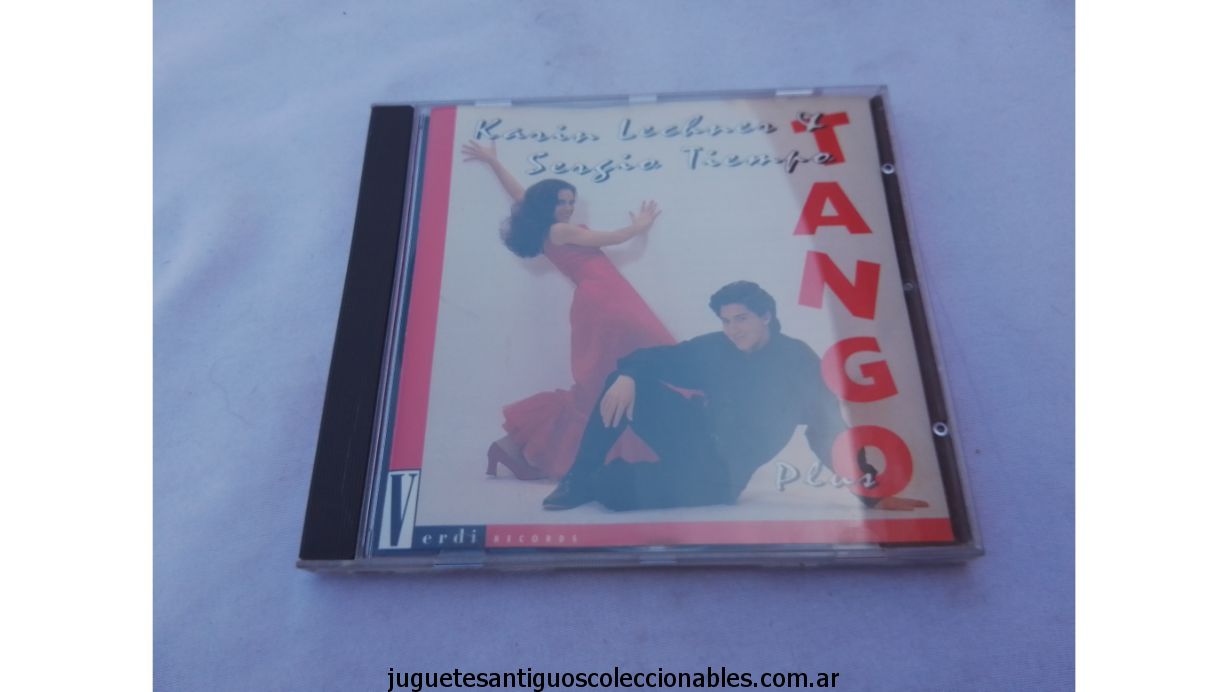 Karin Lechner y
Sergio Tiempo
TANGO
Plus
Verdi RECORDS
juguetesantiguoscoleccionables.com.ar